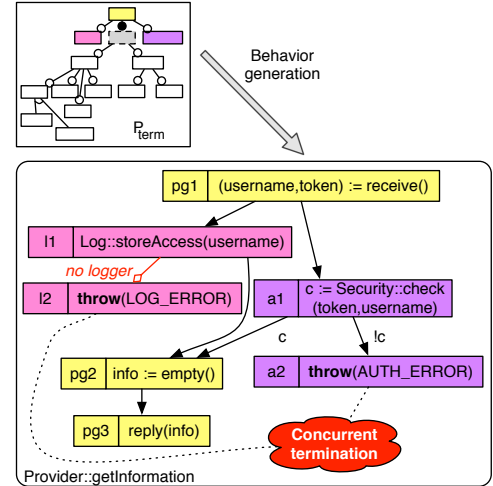 Behavior
generation
P term
pg1 (username,token) := receive()
l1 Log::storeAccess(username)
no logger
l2 throw(LOG_ERROR)
a1 c := Security::check
(token,username)
c !c
pg2 info := empty()
a2 throw(AUTH_ERROR)
pg3 reply(info)
Concurrent
termination
Provider::getInformation